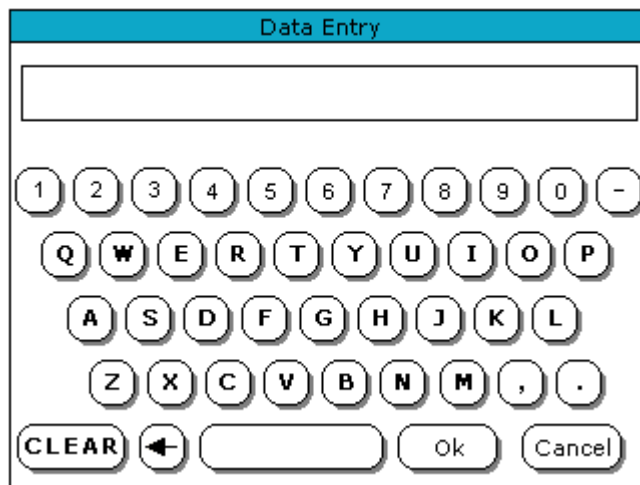 Data Entry
1 2 3 4 5 6 7 8 9 0 -
Q W E R T Y U I O P
A S D F G H J K L
Z X C V B N M , .
CLEAR Ok Cancel